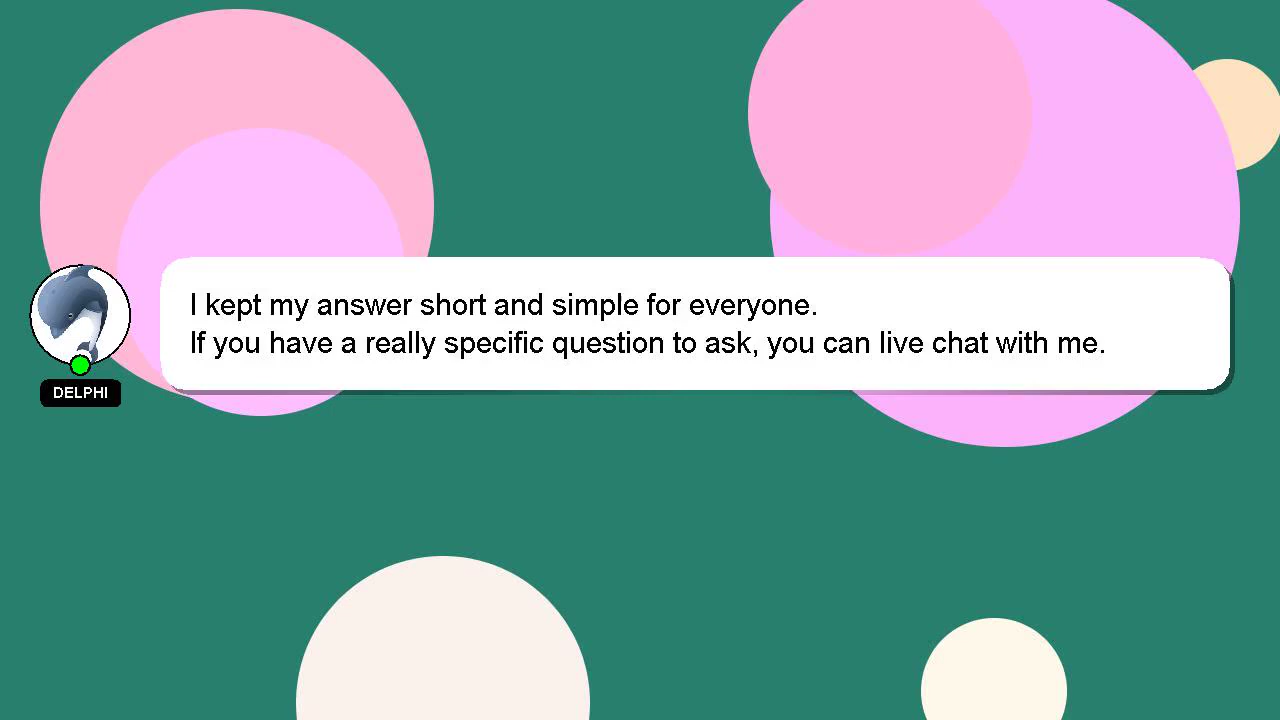 I kept my answer short and simple for everyone.
If you have a really specific question to ask, you can live chat with me.
DELPHI